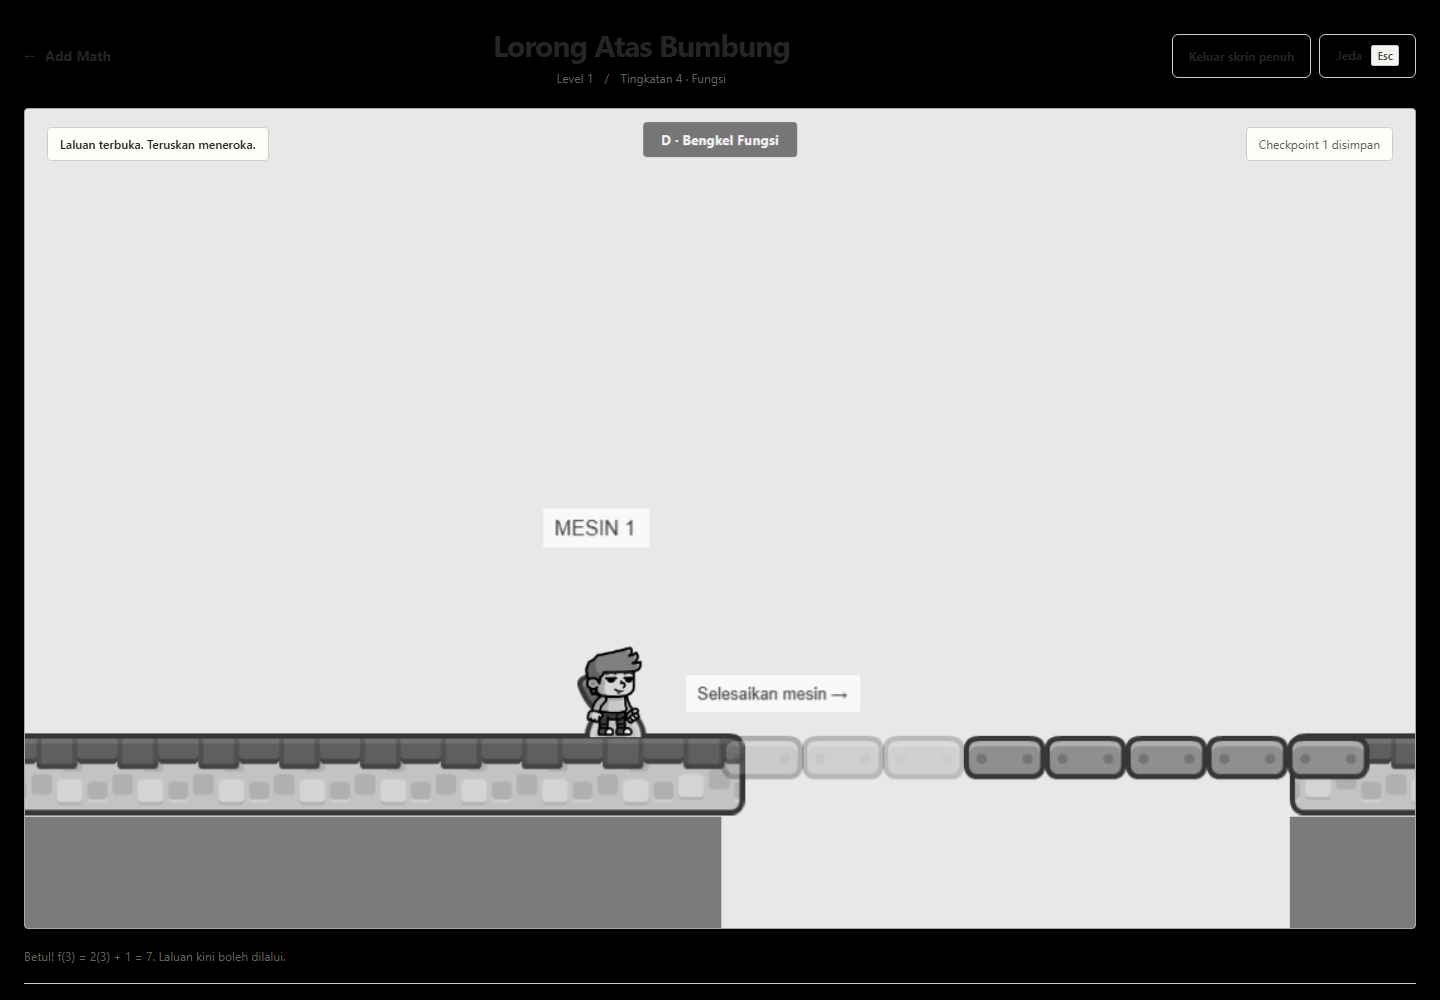 ← Add Math
Lorong Atas Bumbung
Level 1 / Tingkatan 4 · Fungsi
Keluar skrin penuh
Jeda Esc
Laluan terbuka. Teruskan meneroka.
D · Bengkel Fungsi
Checkpoint 1 disimpan
MESIN 1
Selesaikan mesin →
Betul! f(3) = 2(3) + 1 = 7. Laluan kini boleh dilalui.